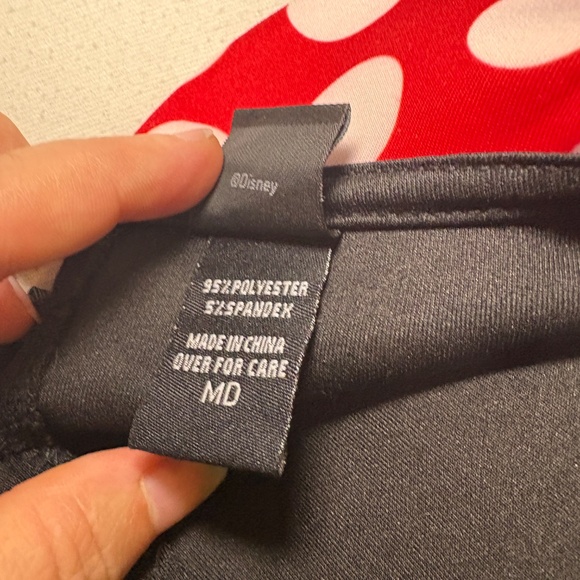 ©Disney
95%POLYESTER
5%SPANDEX
MADE IN CHINA
OVER FOR CARE
MD